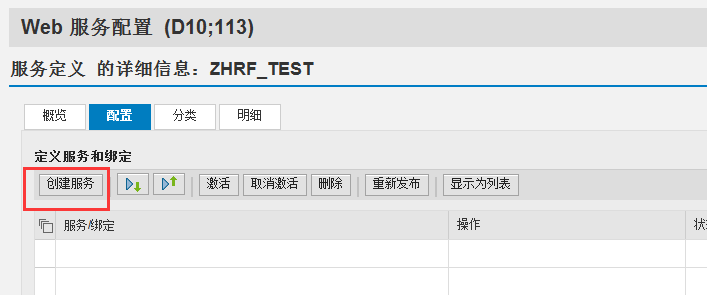 Web 服务配置 (D10;113)
服务定义 的详细信息：ZHRF_TEST
概览 配置 分类 明细
定义服务和绑定
创建服务 激活 取消激活 删除 重新发布 显示为列表
服务/绑定 操作 状